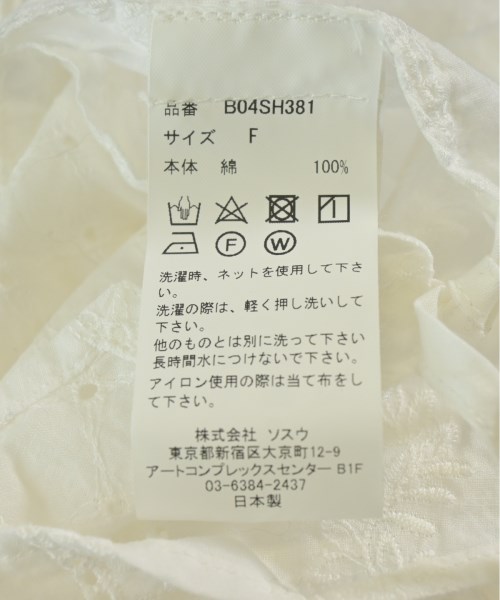 品番 B04SH381
サイズ F
本体 綿 100%
F W
洗濯時、ネットを使用して下さ
い。
洗濯の際は、軽く押し洗いして
下さい。
他のものとは別に洗って下さい
長時間水につけないで下さい。
アイロン使用の際は当て布をし
て下さい。
株式会社 ソスウ
東京都新宿区大京町12-9
アートコンプレックスセンター B1F
03-6384-2437
日本製